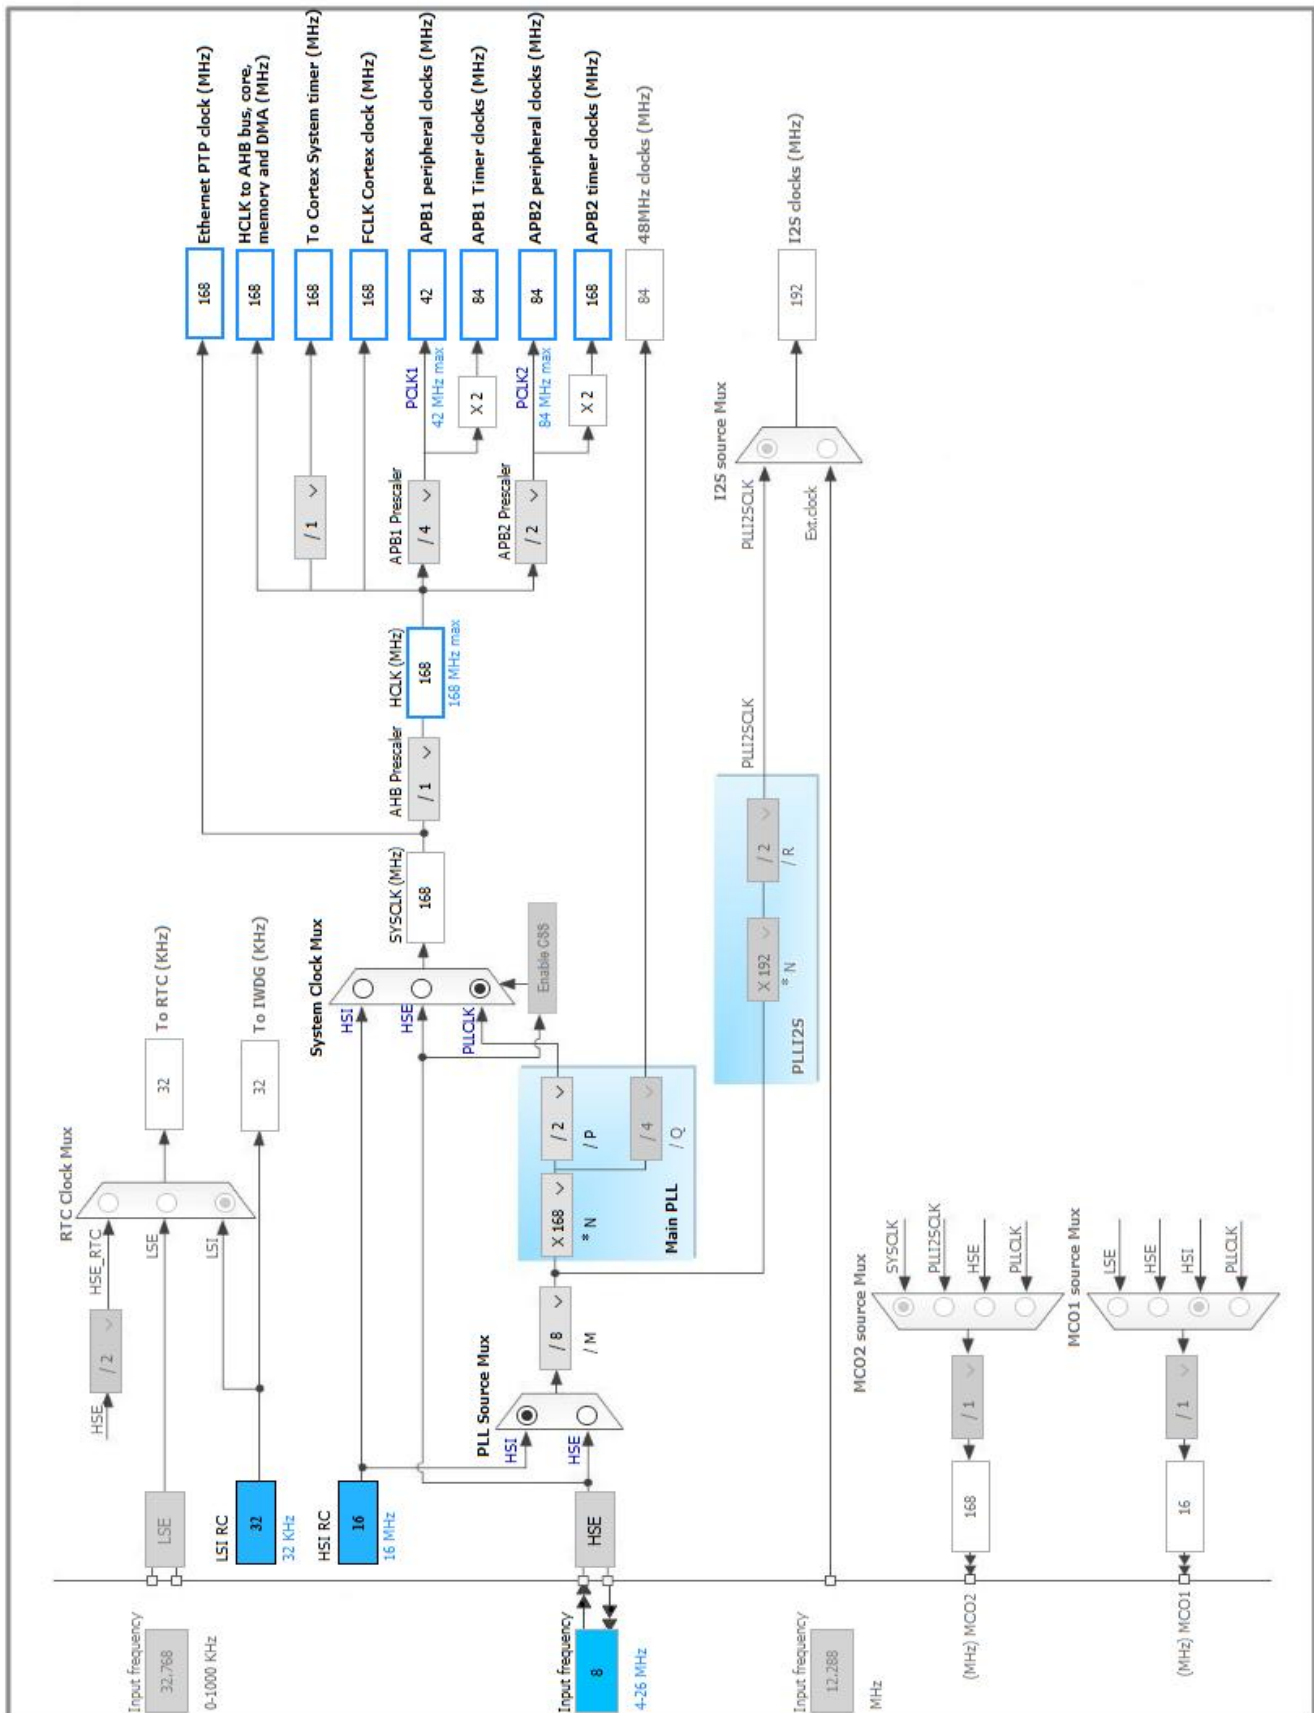 RTC Clock Mux
HSE
/ 2
HSE_RTC
Input frequency
32.768
0-1000 KHz
LSE
LSE
32
To RTC (KHz)
LSI RC
32
32 KHz
LSI
32
To IWDG (KHz)
HSI RC
16
16 MHz
System Clock Mux
HSI
HSE
PLLCLK
Enable CSS
SYSCLK (MHz)
168
AHB Prescaler
/ 1
HCLK (MHz)
168
168 MHz max
168
Ethernet PTP clock (MHz)
168
HCLK to AHB bus, core,
memory and DMA (MHz)
/ 1
168
To Cortex System timer (MHz)
168
FCLK Cortex clock (MHz)
APB1 Prescaler
/ 4
PCLK1
42 MHz max
42
APB1 peripheral clocks (MHz)
X 2
84
APB1 Timer clocks (MHz)
APB2 Prescaler
/ 2
PCLK2
84 MHz max
84
APB2 peripheral clocks (MHz)
X 2
168
APB2 timer clocks (MHz)
84
48MHz clocks (MHz)
PLL Source Mux
HSI
HSE
Input frequency
8
4-26 MHz
HSE
/ 8
/ M
X 168
* N
/ 2
/ P
/ 4
/ Q
Main PLL
X 192
* N
/ 2
/ R
PLLI2S
PLLI2SCLK
PLLI2SCLK
I2S source Mux
Ext.clock
192
I2S clocks (MHz)
Input frequency
12.288
MHz
MCO2 source Mux
SYSCLK
PLLI2SCLK
HSE
PLLCLK
/ 1
168
(MHz) MCO2
MCO1 source Mux
LSE
HSE
HSI
PLLCLK
/ 1
16
(MHz) MCO1